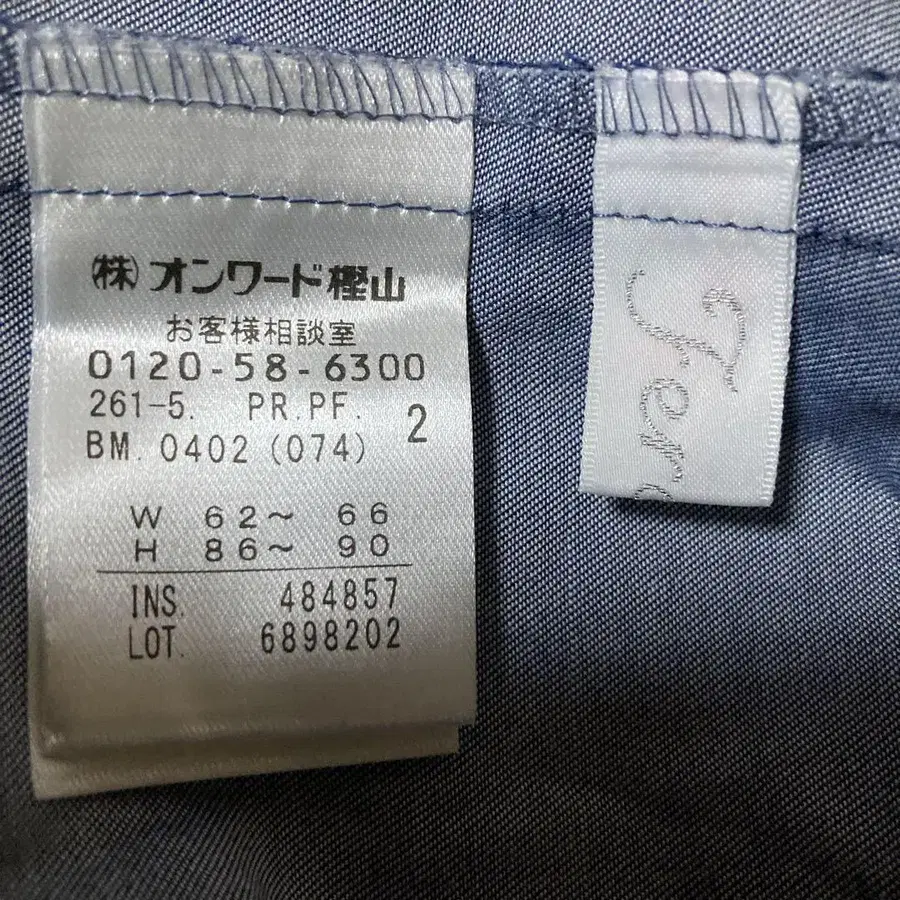 ㈱オンワード樫山
お客様相談室
0120-58-6300
261-5. PR.PF. 2
BM. 0402 (074)
W 62～ 66
H 86～ 90
INS. 484857
LOT. 6898202